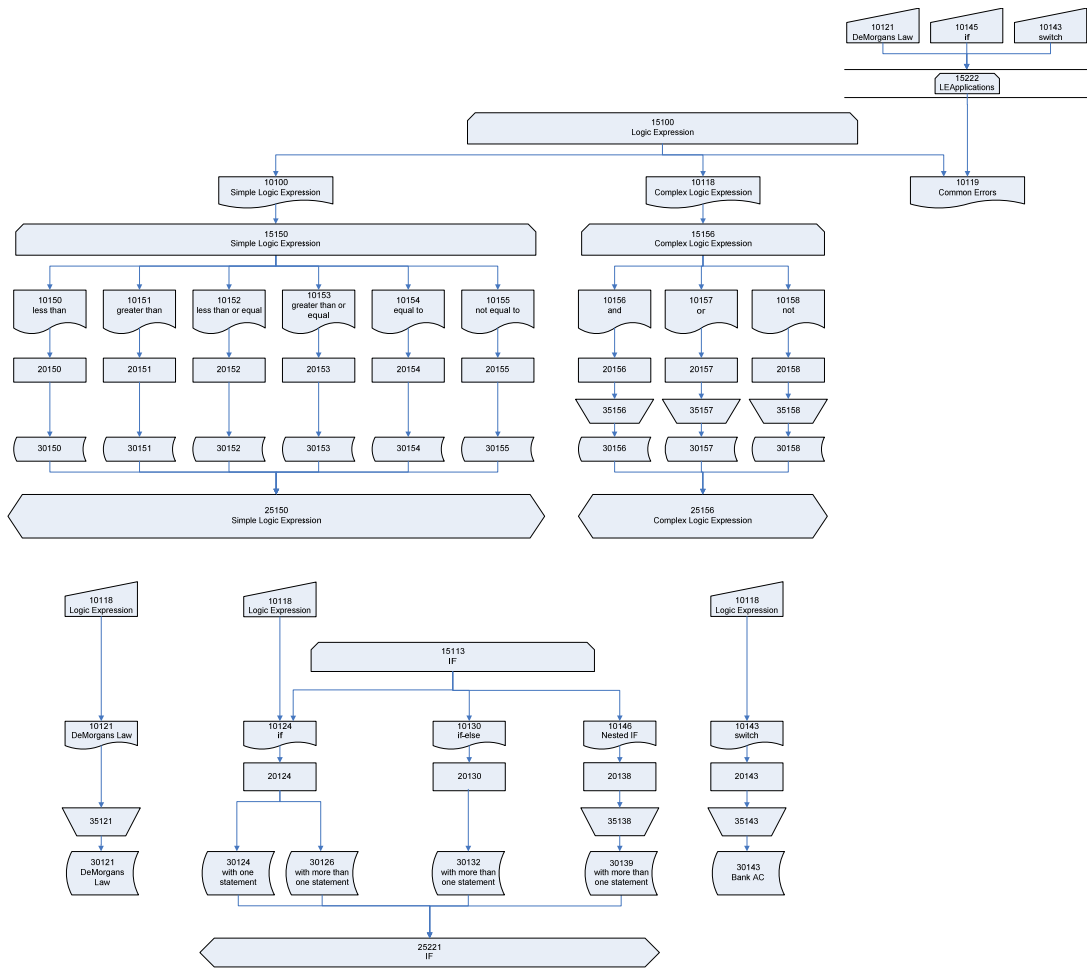 10121
DeMorgans Law
10145
if
10143
switch
15222
LEApplications
15100
Logic Expression
10100
Simple Logic Expression
10118
Complex Logic Expression
10119
Common Errors
15150
Simple Logic Expression
15156
Complex Logic Expression
10150
less than
10151
greater than
10152
less than or equal
10153
greater than or
equal
10154
equal to
10155
not equal to
10156
and
10157
or
10158
not
20150
20151
20152
20153
20154
20155
20156
20157
20158
35156
35157
35158
30150
30151
30152
30153
30154
30155
30156
30157
30158
25150
Simple Logic Expression
25156
Complex Logic Expression
10118
Logic Expression
10118
Logic Expression
10118
Logic Expression
15113
IF
10121
DeMorgans Law
10124
if
10130
if-else
10146
Nested IF
10143
switch
20124
20130
20138
20143
35121
35138
35143
30121
DeMorgans
Law
30124
with one
statement
30126
with more than
one statement
30132
with more than
one statement
30139
with more than
one statement
30143
Bank AC
25221
IF